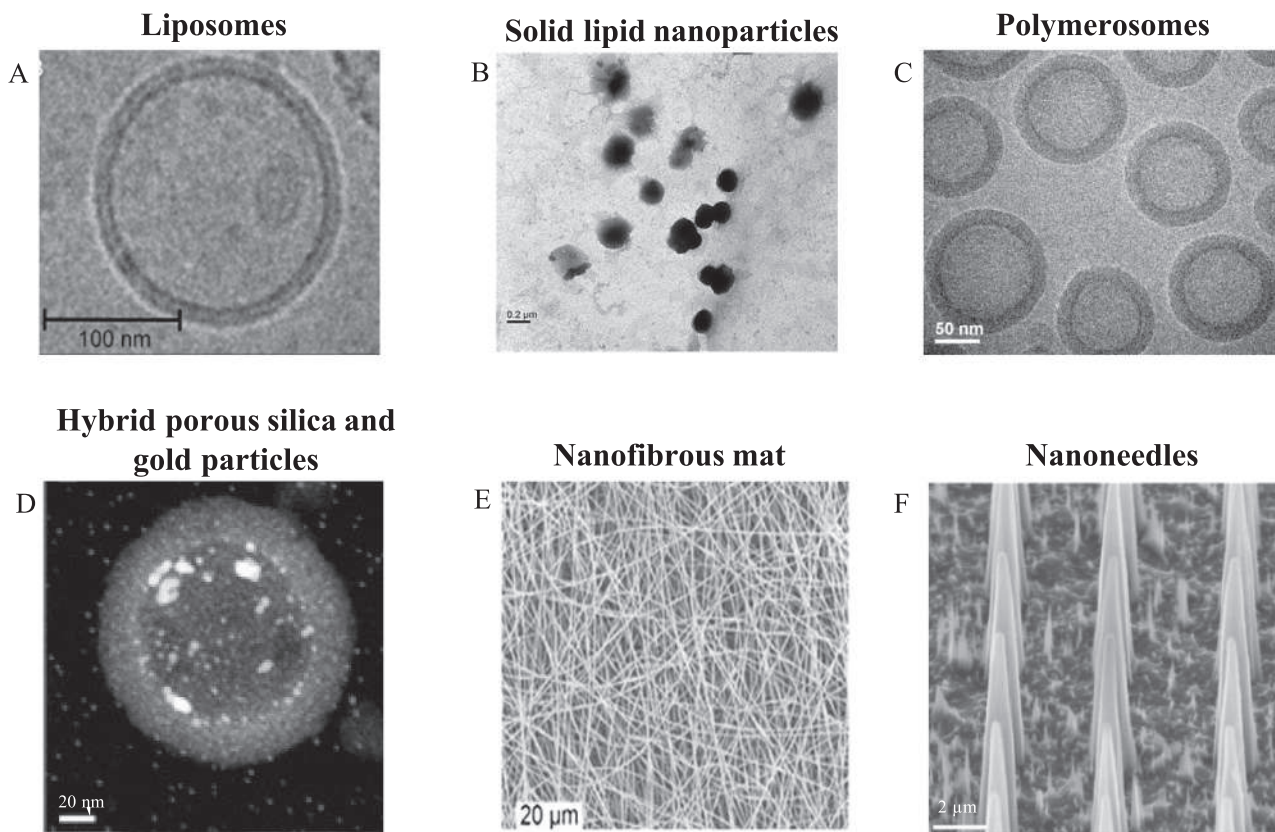 Liposomes
Solid lipid nanoparticles
Polymerosomes
A
B
C
100 nm
0.2 µm
50 nm
Hybrid porous silica and
gold particles
Nanofibrous mat
Nanoneedles
D
E
F
20 nm
20 µm
2 µm